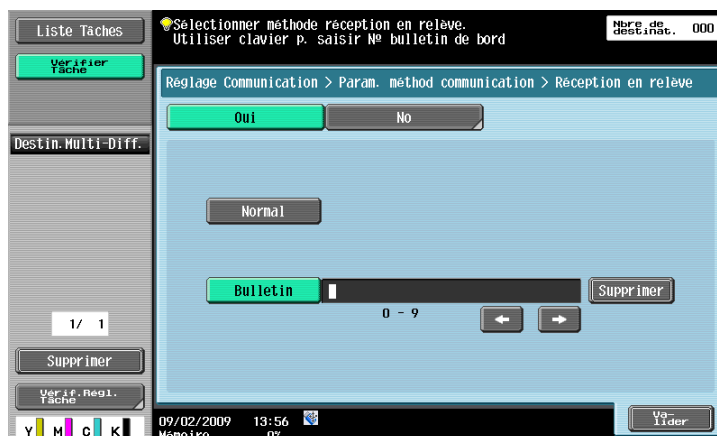 Liste Tâches
Vérifier
Tâche
Destin.Multi-Diff.
1/ 1
Supprimer
Vérif.Régl.
Tâche
Y M C K
Sélectionner méthode réception en relève.
Utiliser clavier p. saisir Nº bulletin de bord
Nbre de
destinat. 000
Réglage Communication > Param. méthod communication > Réception en relève
Oui
No
Normal
Bulletin
Supprimer
0 - 9
← →
09/02/2009 13:56
Mémoire 0%
Va-
lider